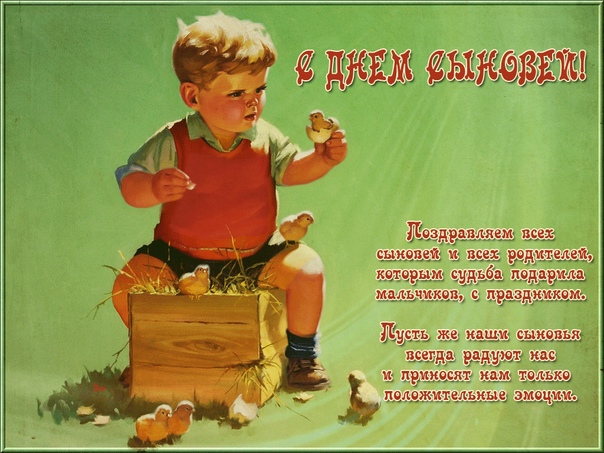 С ДНЕМ СЫНОВЕЙ!
Поздравляем всех
сыновей и всех родителей,
которым судьба подарила
мальчиков, с праздником.
Пусть же наши сыновья
всегда радуют нас
и приносят нам только
положительные эмоции.